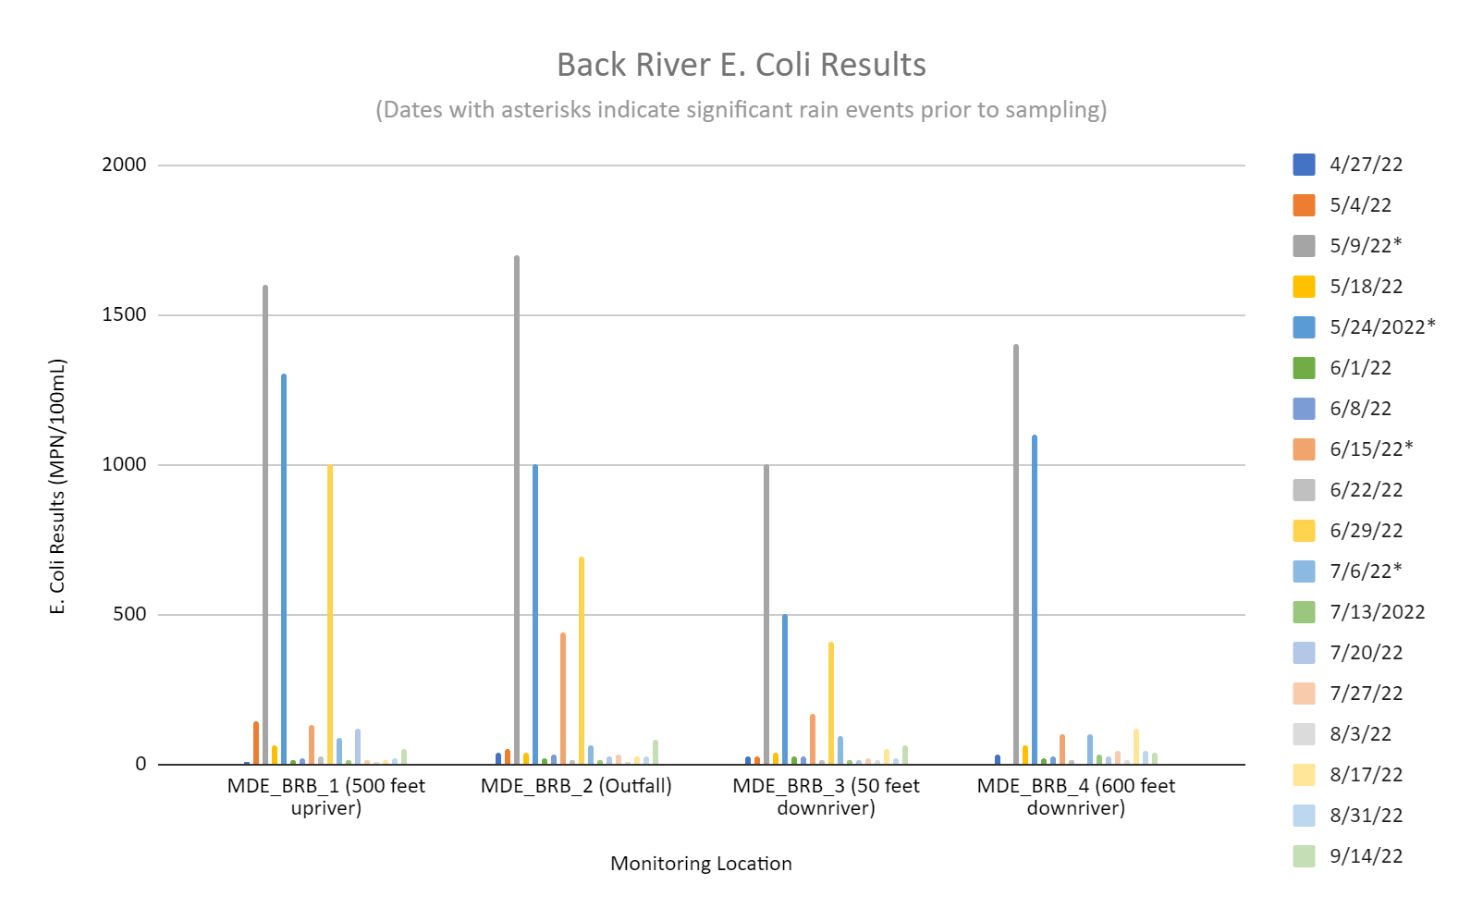 Back River E. Coli Results
(Dates with asterisks indicate significant rain events prior to sampling)
2000
1500
1000
500
0
E. Coli Results (MPN/100mL)
MDE_BRB_1 (500 feet
upriver)
MDE_BRB_2 (Outfall)
MDE_BRB_3 (50 feet
downriver)
MDE_BRB_4 (600 feet
downriver)
Monitoring Location
4/27/22
5/4/22
5/9/22*
5/18/22
5/24/2022*
6/1/22
6/8/22
6/15/22*
6/22/22
6/29/22
7/6/22*
7/13/2022
7/20/22
7/27/22
8/3/22
8/17/22
8/31/22
9/14/22